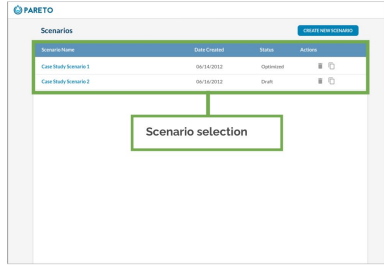 PARETO
Scenarios CREATE NEW SCENARIO
Scenario Name Date Created Status Actions
Case Study Scenario 1 06/14/2012 Optimized
Case Study Scenario 2 06/16/2012 Draft
Scenario selection